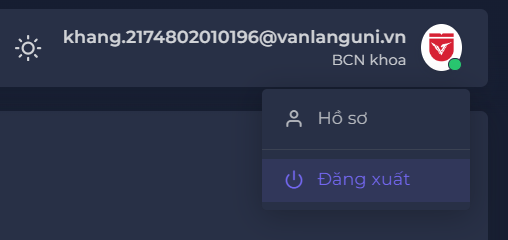 khang.2174802010196@vanlanguni.vn
BCN khoa
Hồ sơ
Đăng xuất